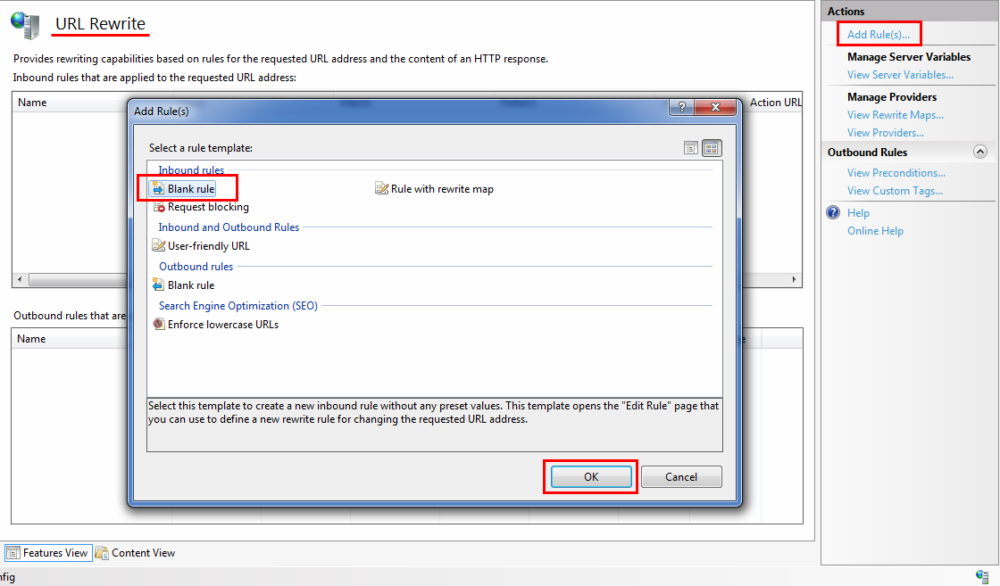 URL Rewrite
Provides rewriting capabilities based on rules for the requested URL address and the content of an HTTP response.
Inbound rules that are applied to the requested URL address:
Name
Action URL
Add Rule(s)
?
Select a rule template:
Inbound rules
Blank rule
Rule with rewrite map
Request blocking
Inbound and Outbound Rules
User-friendly URL
Outbound rules
Blank rule
Search Engine Optimization (SEO)
Enforce lowercase URLs
Select this template to create a new inbound rule without any preset values. This template opens the "Edit Rule" page that
you can use to define a new rewrite rule for changing the requested URL address.
OK
Cancel
Outbound rules that are
Name
Features View
Content View
nfig
Actions
Add Rule(s)...
Manage Server Variables
View Server Variables...
Manage Providers
View Rewrite Maps...
View Providers...
Outbound Rules
View Preconditions...
View Custom Tags...
Help
Online Help